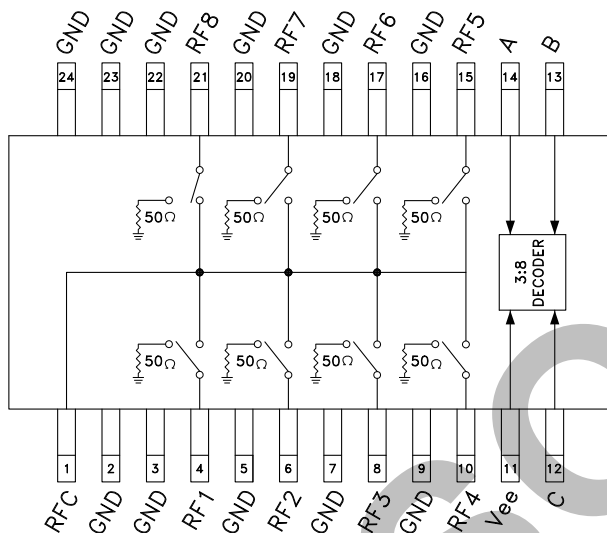 GND GND GND RF8 GND RF7 GND RF6 GND RF5 A B
24 23 22 21 20 19 18 17 16 15 14 13
50Ω 50Ω 50Ω 50Ω
3:8
DECODER
50Ω 50Ω 50Ω 50Ω
1 2 3 4 5 6 7 8 9 10 11 12
RFC GND GND RF1 GND RF2 GND RF3 GND RF4 Vee C